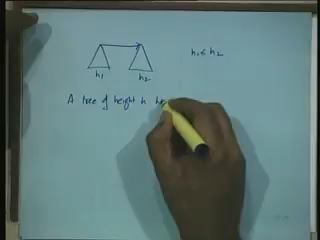 h₁ h₂ h₁≤ h₂
A tree of height h